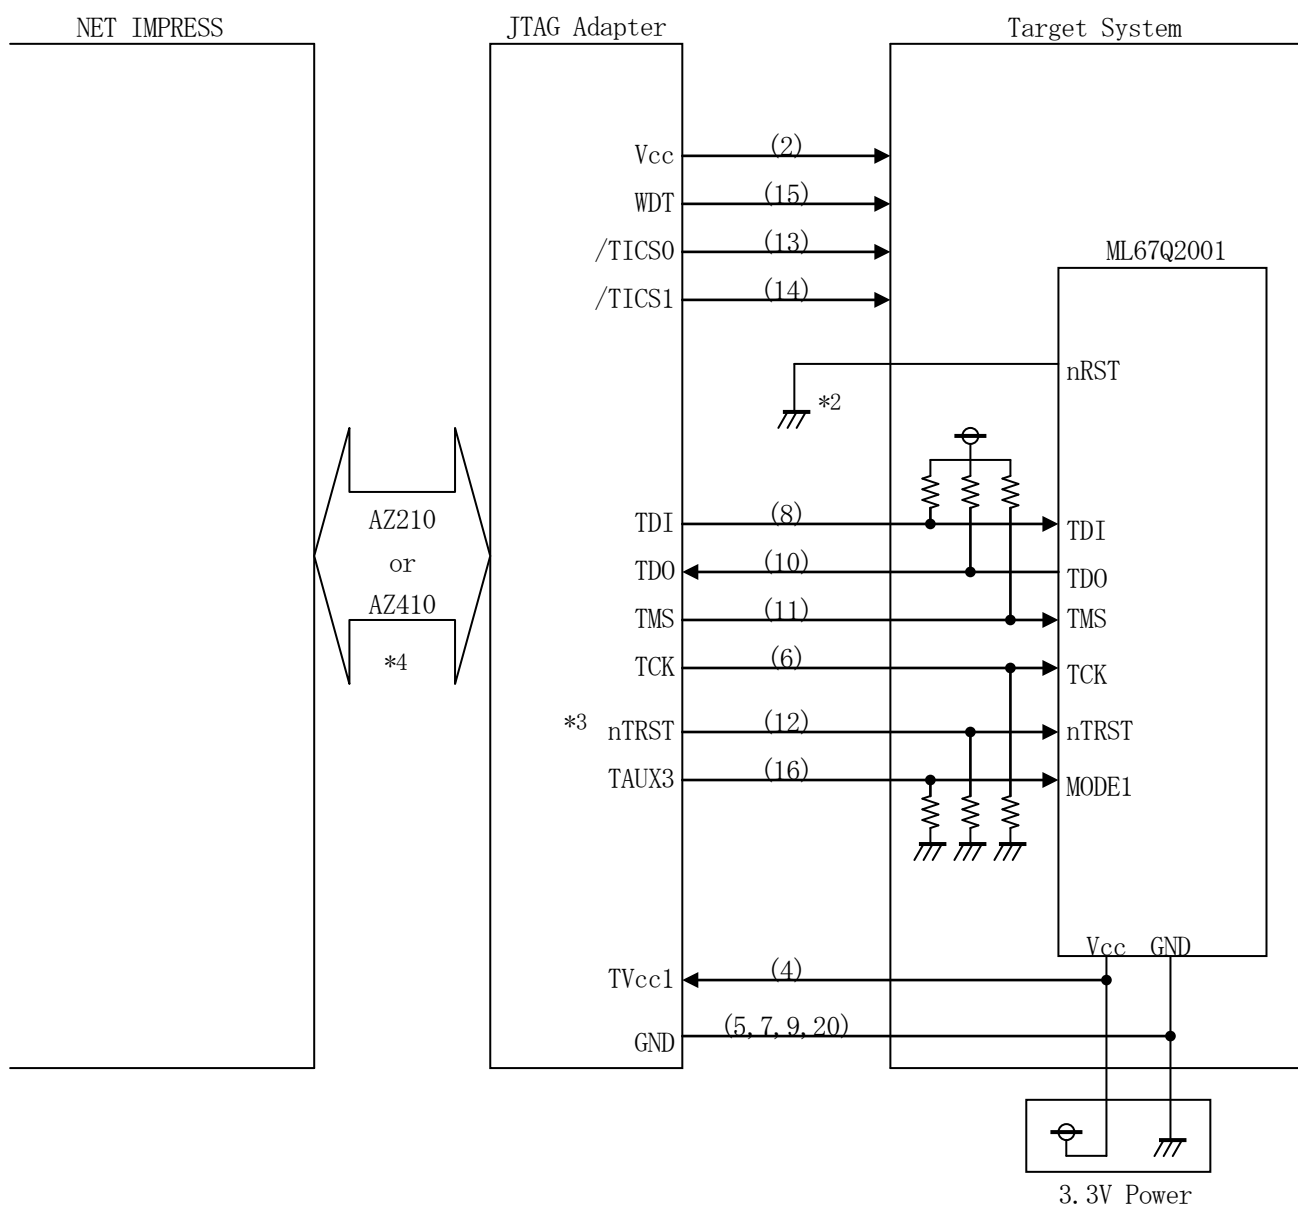 NET IMPRESS
JTAG Adapter
Target System
Vcc
(2)
WDT
(15)
/TICS0
(13)
/TICS1
(14)
ML67Q2001
nRST
*2
AZ210
or
AZ410
*4
TDI
(8)
TDI
TDO
(10)
TDO
TMS
(11)
TMS
TCK
(6)
TCK
*3
nTRST
(12)
nTRST
TAUX3
(16)
MODE1
Vcc
GND
TVcc1
(4)
GND
(5,7,9,20)
3.3V Power